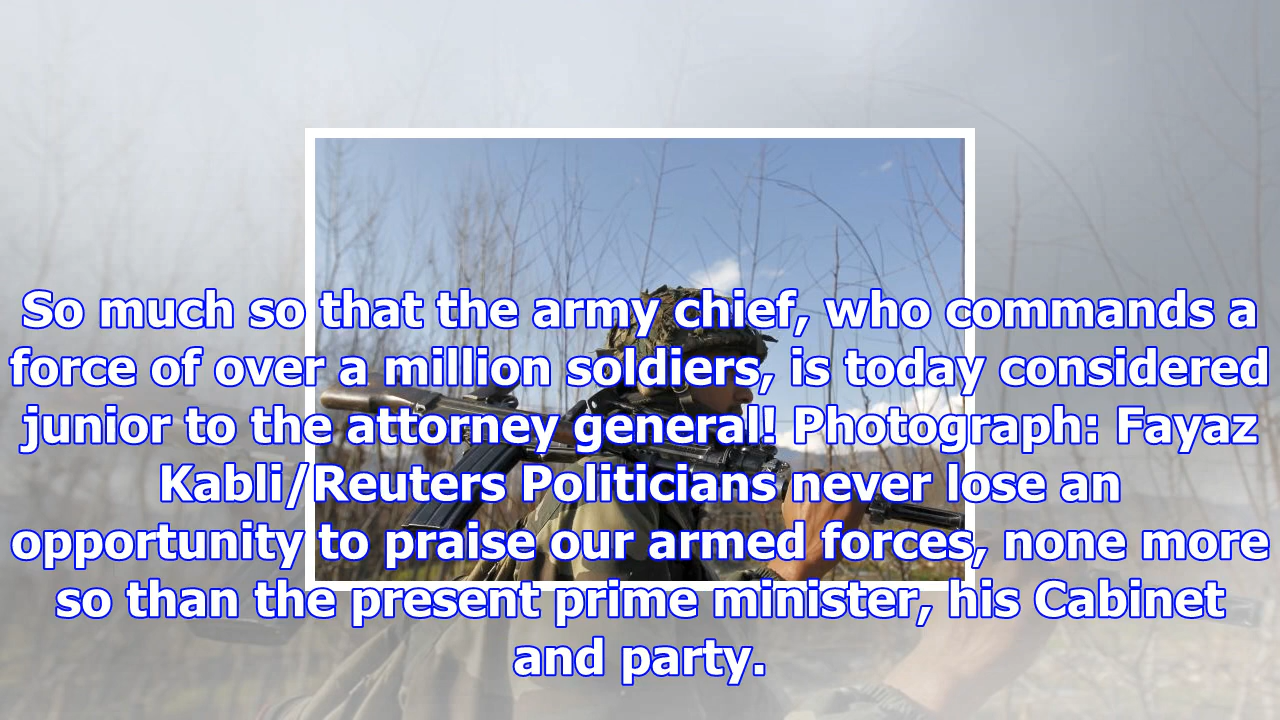 So much so that the army chief, who commands a
force of over a million soldiers, is today considered
junior to the attorney general! Photograph: Fayaz
Kabli/Reuters Politicians never lose an
opportunity to praise our armed forces, none more
so than the present prime minister, his Cabinet
and party.